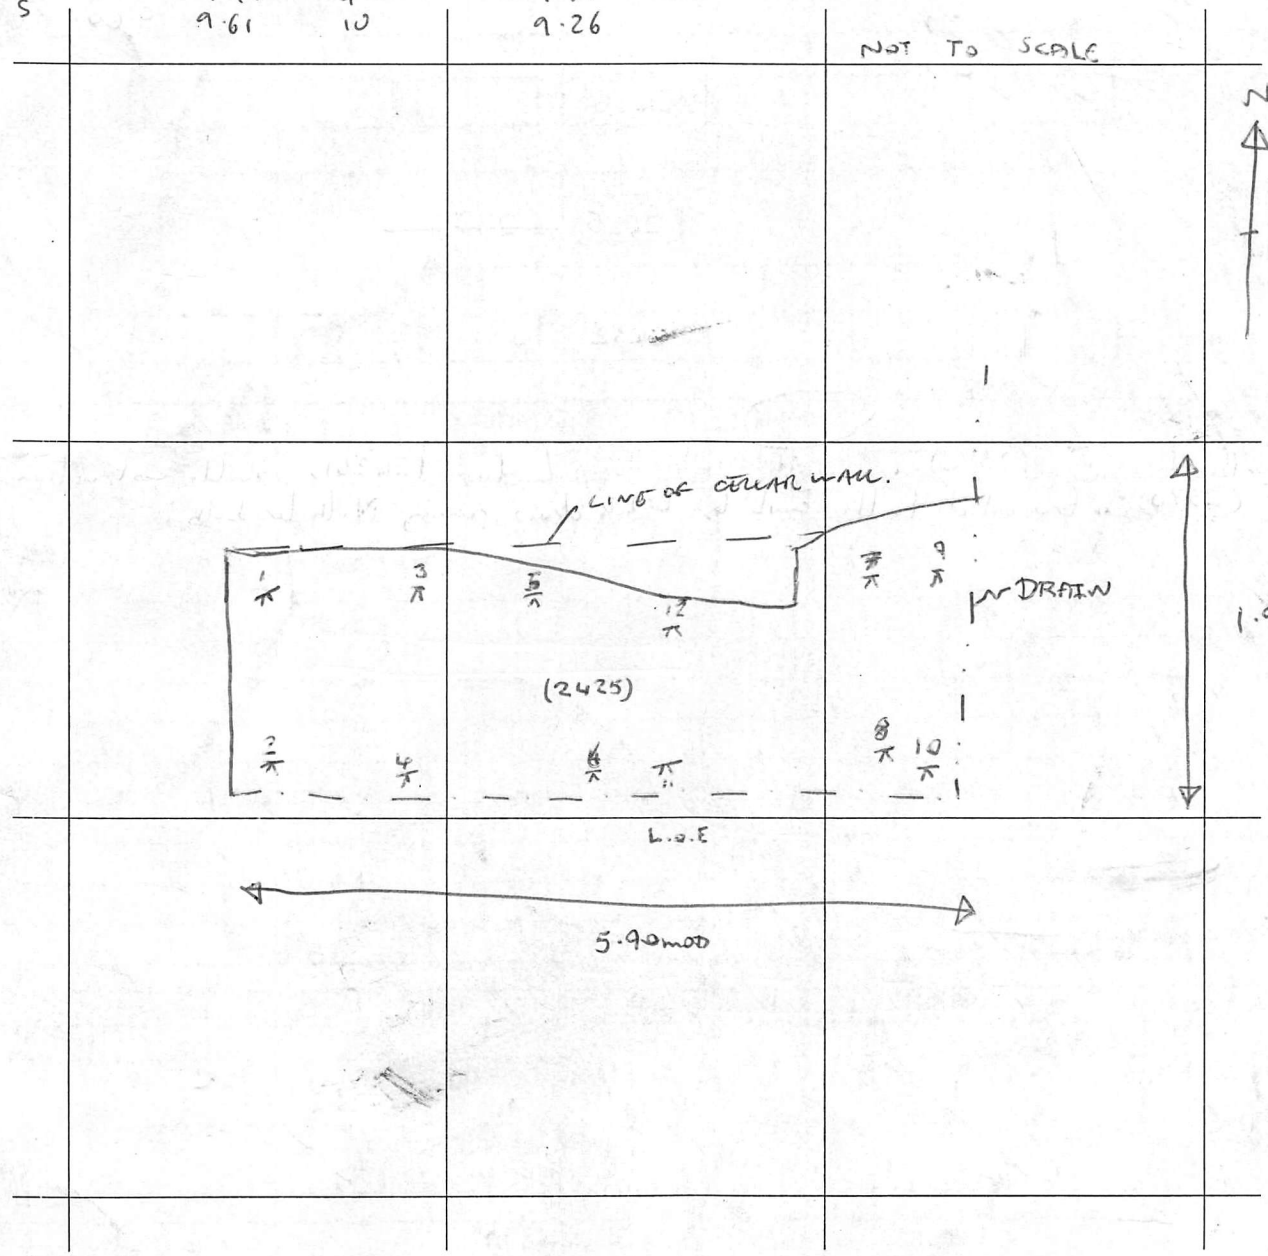 S
9.61 10 9.26
NOT TO SCALE
N
LINE OF CELLAR WALL.
1 3 5 12 7 9
DRAIN
(2425)
2 4 6 11 8 10
L.O.E
5.90mOD